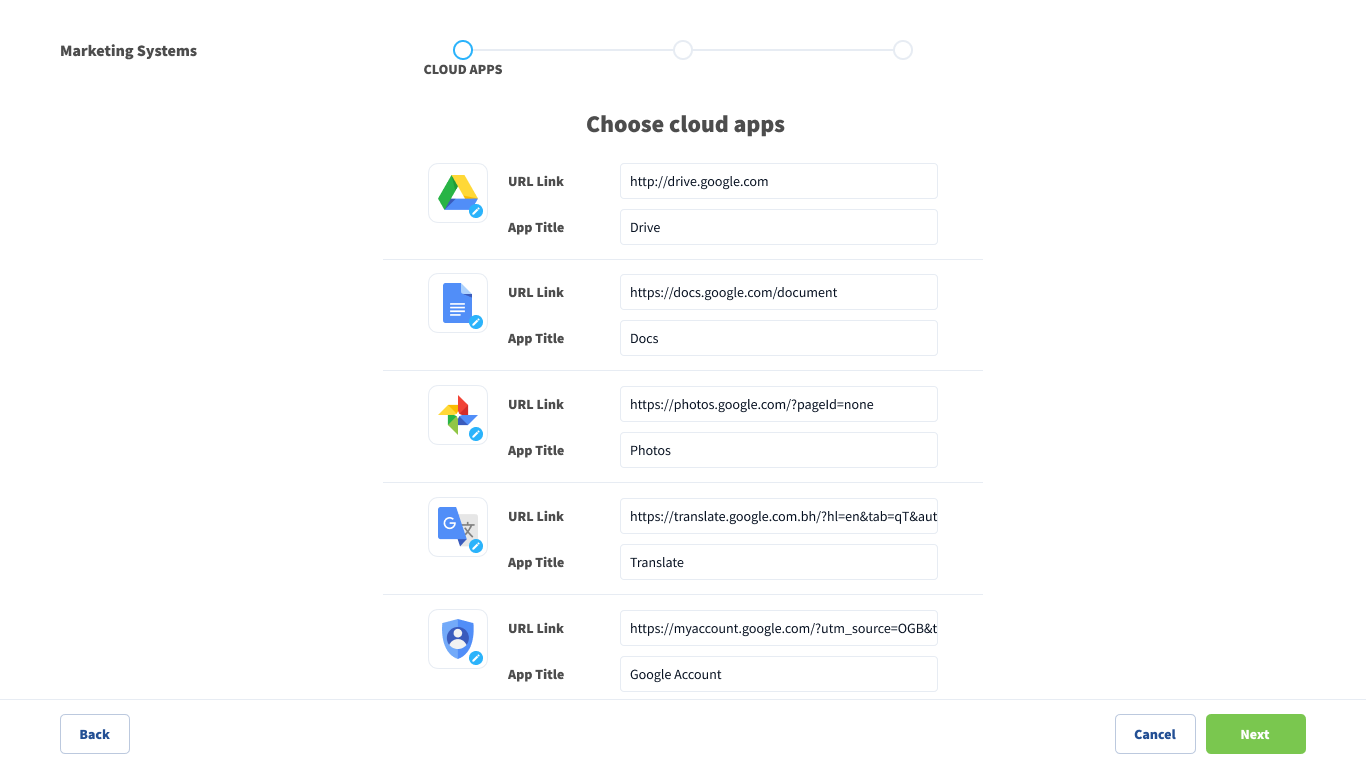 Marketing Systems
CLOUD APPS
Choose cloud apps
URL Link http://drive.google.com
App Title Drive
URL Link https://docs.google.com/document
App Title Docs
URL Link https://photos.google.com/?pageId=none
App Title Photos
G 文
URL Link https://translate.google.com.bh/?hl=en&tab=qT&aut
App Title Translate
URL Link https://myaccount.google.com/?utm_source=OGB&t
App Title Google Account
Back Cancel Next